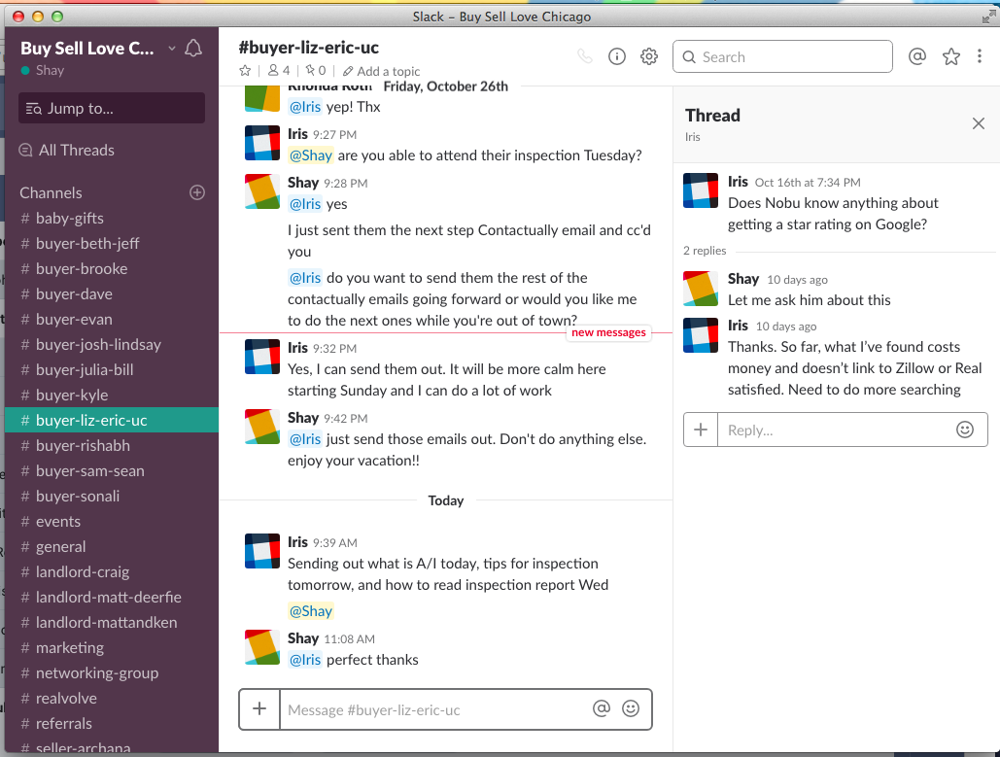 Slack – Buy Sell Love Chicago
Buy Sell Love C...
Shay
Jump to...
All Threads
Channels
# baby-gifts
# buyer-beth-jeff
# buyer-brooke
# buyer-dave
# buyer-evan
# buyer-josh-lindsay
# buyer-julia-bill
# buyer-kyle
# buyer-liz-eric-uc
# buyer-rishabh
# buyer-sam-sean
# buyer-sonali
# events
# general
# landlord-craig
# landlord-matt-deerfie
# landlord-mattandken
# marketing
# networking-group
# realvolve
# referrals
# seller-archana
#buyer-liz-eric-uc
4 | 0 | Add a topic
Search
Rhonda Roth
Friday, October 26th
@Iris yep! Thx
Iris 9:27 PM
@Shay are you able to attend their inspection Tuesday?
Shay 9:28 PM
@Iris yes
I just sent them the next step Contactually email and cc'd
you
@Iris do you want to send them the rest of the
contactually emails going forward or would you like me
to do the next ones while you're out of town?
new messages
Iris 9:32 PM
Yes, I can send them out. It will be more calm here
starting Sunday and I can do a lot of work
Shay 9:42 PM
@Iris just send those emails out. Don't do anything else.
enjoy your vacation!!
Today
Iris 9:39 AM
Sending out what is A/I today, tips for inspection
tomorrow, and how to read inspection report Wed
@Shay
Shay 11:08 AM
@Iris perfect thanks
Message #buyer-liz-eric-uc
Thread
Iris
Iris Oct 16th at 7:34 PM
Does Nobu know anything about
getting a star rating on Google?
2 replies
Shay 10 days ago
Let me ask him about this
Iris 10 days ago
Thanks. So far, what I've found costs
money and doesn't link to Zillow or Real
satisfied. Need to do more searching
Reply...